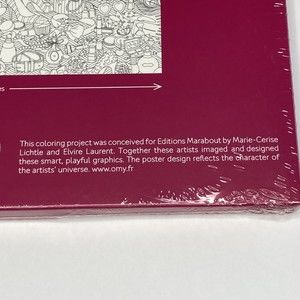 This coloring project was conceived for Editions Marabout by Marie-Cerise
Lichtle and Elvire Laurent. Together these artists imaged and designed
these smart, playful graphics. The poster design reflects the character of
the artists' universe. www.omy.fr